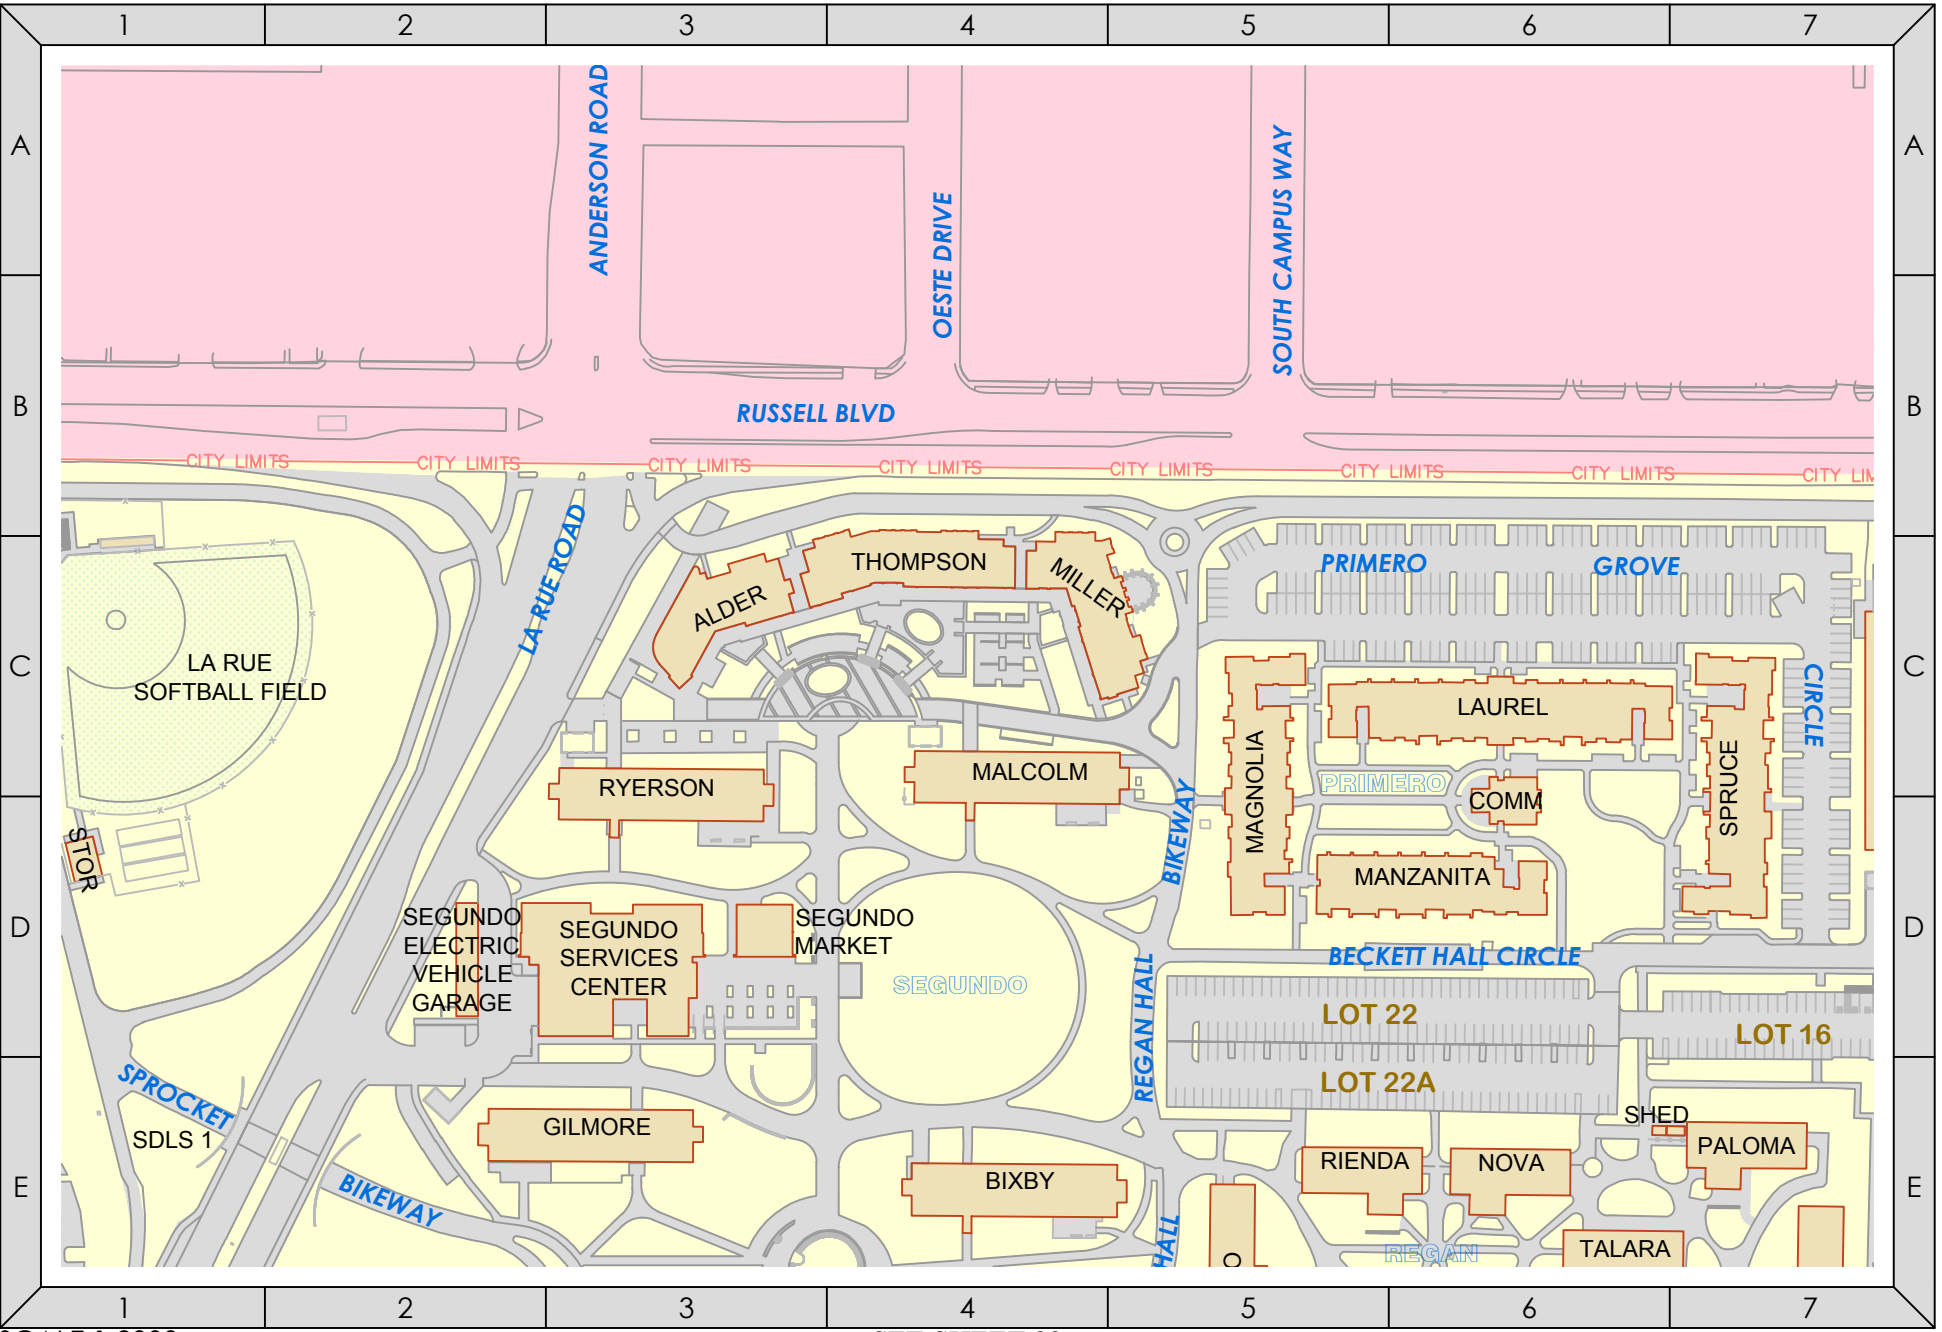 1 2 3 4 5 6 7
A A
B B
C C
D D
E E
ANDERSON ROAD
OESTE DRIVE
SOUTH CAMPUS WAY
RUSSELL BLVD
CITY LIMITS CITY LIMITS CITY LIMITS CITY LIMITS CITY LIMITS CITY LIMITS CITY LIMITS CITY LIM
LA RUE ROAD
PRIMERO GROVE
CIRCLE
THOMPSON
MILLER
ALDER
LA RUE
SOFTBALL FIELD
LAUREL
MAGNOLIA
SPRUCE
RYERSON
MALCOLM
PRIMERO
COMM
BIKEWAY
STOR
MANZANITA
SEGUNDO
ELECTRIC
VEHICLE
GARAGE
SEGUNDO
SERVICES
CENTER
SEGUNDO
MARKET
SEGUNDO
BECKETT HALL CIRCLE
REGAN HALL
LOT 22
LOT 16
LOT 22A
SPROCKET
SDLS 1
BIKEWAY
GILMORE
BIXBY
HALL
O
SHED
PALOMA
RIENDA
NOVA
TALARA
REGAN
1 2 3 4 5 6 7